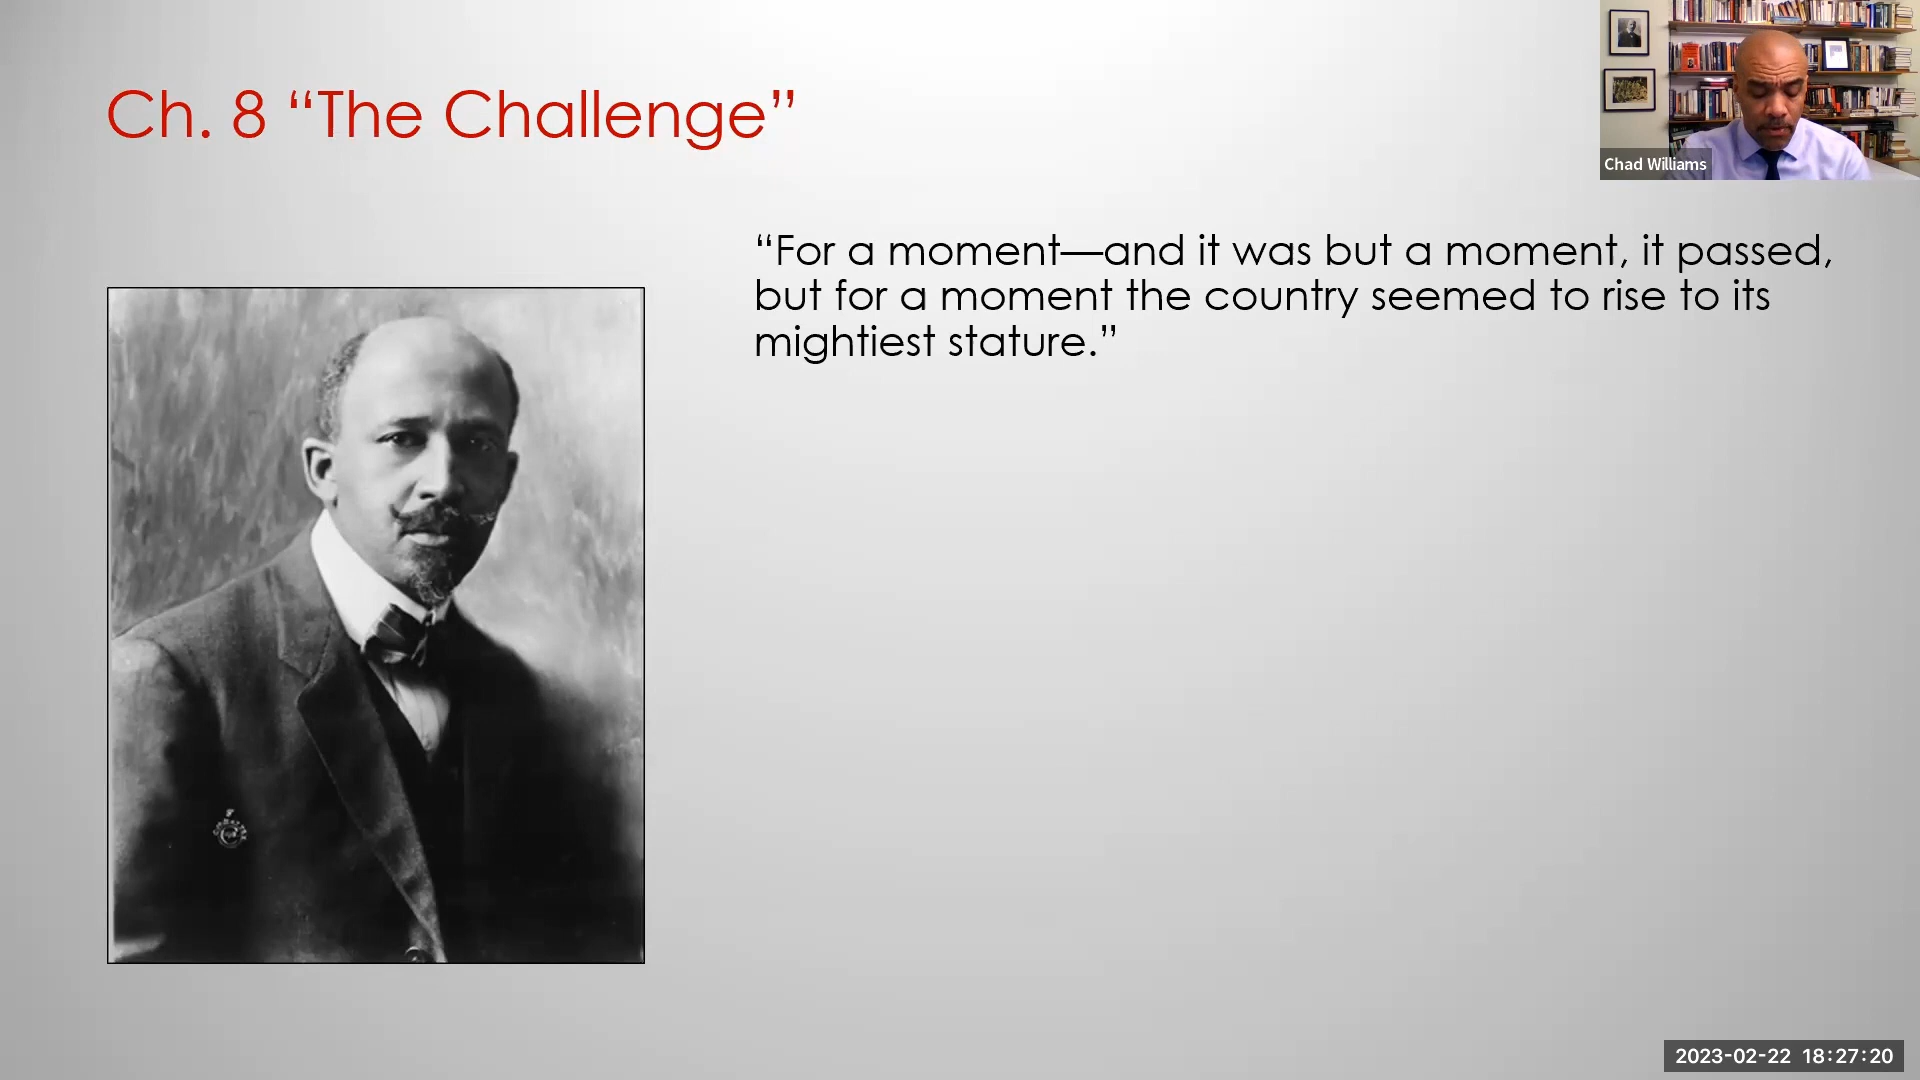 Ch. 8 “The Challenge”
Chad Williams
“For a moment—and it was but a moment, it passed,
but for a moment the country seemed to rise to its
mightiest stature.”
2023-02-22 18:27:20